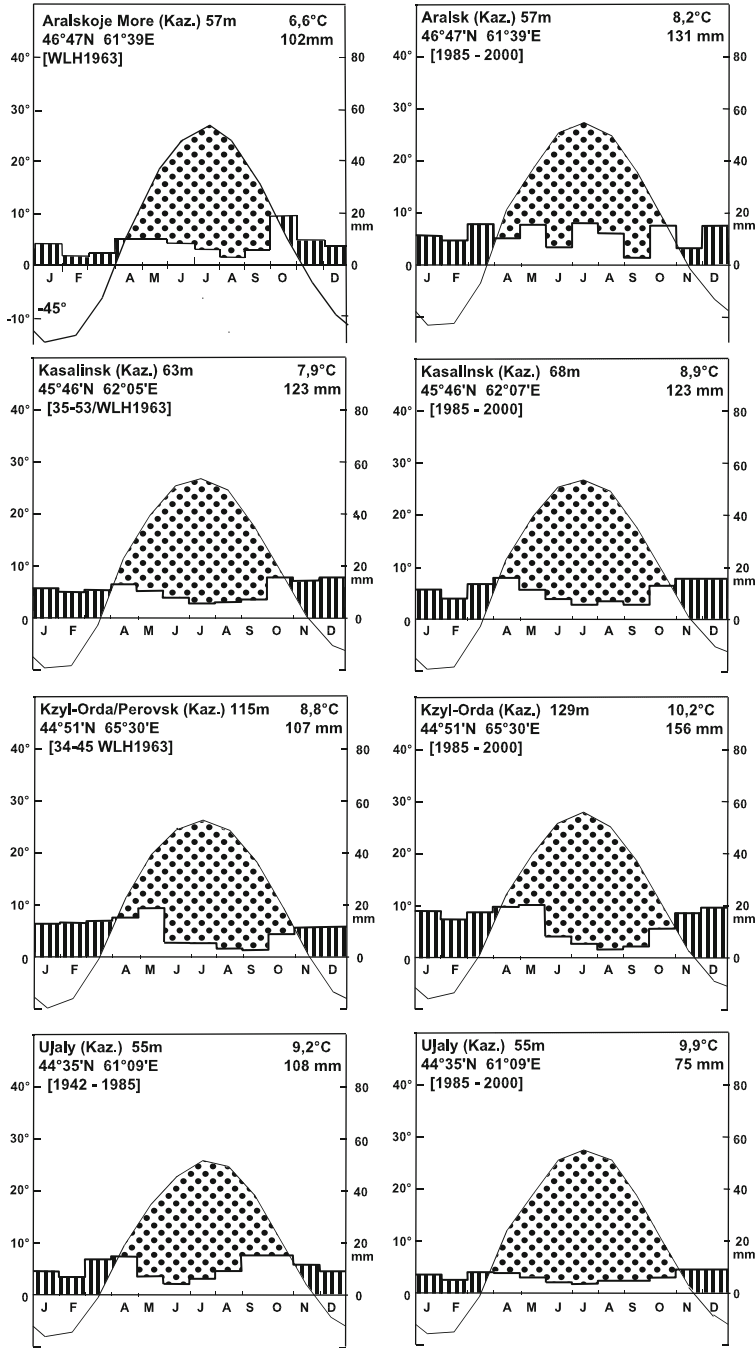 Aralskoje More (Kaz.) 57m 6,6°C
46°47N 61°39E 102mm
[WLH1963]
40° 80
30° 60
20° 40
10° 20
mm
0 0
J F A M J J A S O D
-45°
-10°
Aralsk (Kaz.) 57m 8,2°C
46°47'N 61°39'E 131 mm
[1985 - 2000]
40° 80
30° 60
20° 40
10° 20
mm
0 0
J F A M J J A S O N D
Kasalinsk (Kaz.) 63m 7,9°C
45°46'N 62°05'E 123 mm
[35-53/WLH1963]
40° 80
30° 60
20° 40
10° 20
mm
0 0
J F A M J J A S O N D
KasalInsk (Kaz.) 68m 8,9°C
45°46'N 62°07'E 123 mm
[1985 - 2000]
40° 80
30° 60
20° 40
10° 20
mm
0 0
J F A M J J A S O N D
Kzyl-Orda/Perovsk (Kaz.) 115m 8,8°C
44°51'N 65°30'E 107 mm
[34-45 WLH1963]
40° 80
30° 60
20° 40
10° 20
mm
0 0
J F A M J J A S O N D
Kzyl-Orda (Kaz.) 129m 10,2°C
44°51'N 65°30'E 156 mm
[1985 - 2000]
40° 80
30° 60
20° 40
10° 20
mm
0 0
J F A M J J A S O N D
UJaly (Kaz.) 55m 9,2°C
44°35'N 61°09'E 108 mm
[1942 - 1985]
40° 80
30° 60
20° 40
10° 20
mm
0 0
J F A M J J A S O N D
UJaly (Kaz.) 55m 9,9°C
44°35'N 61°09'E 75 mm
[1985 - 2000]
40° 80
30° 60
20° 40
10° 20
mm
0 0
J F A M J J A S O N D